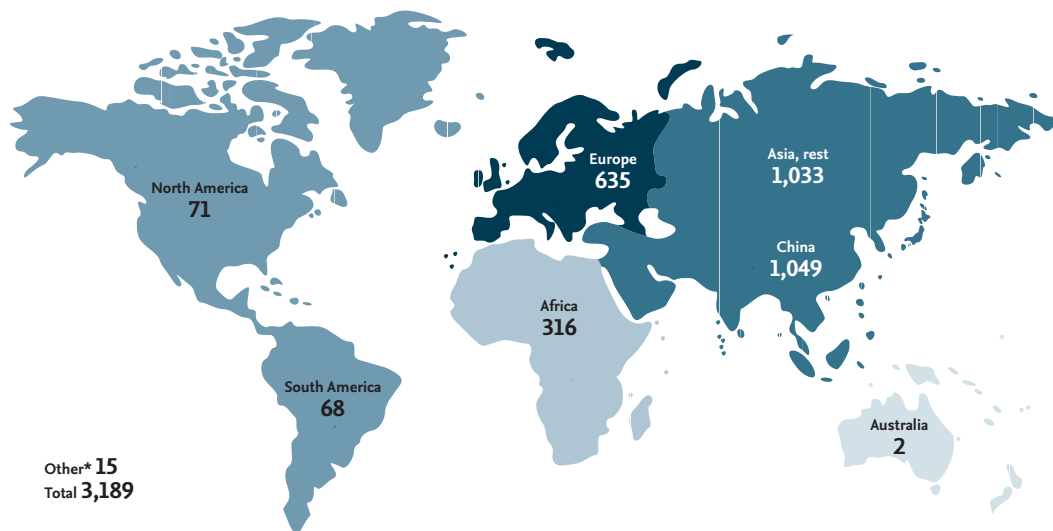 North America
71
Europe
635
Asia, rest
1,033
China
1,049
Africa
316
South America
68
Australia
2
Other* 15
Total 3,189